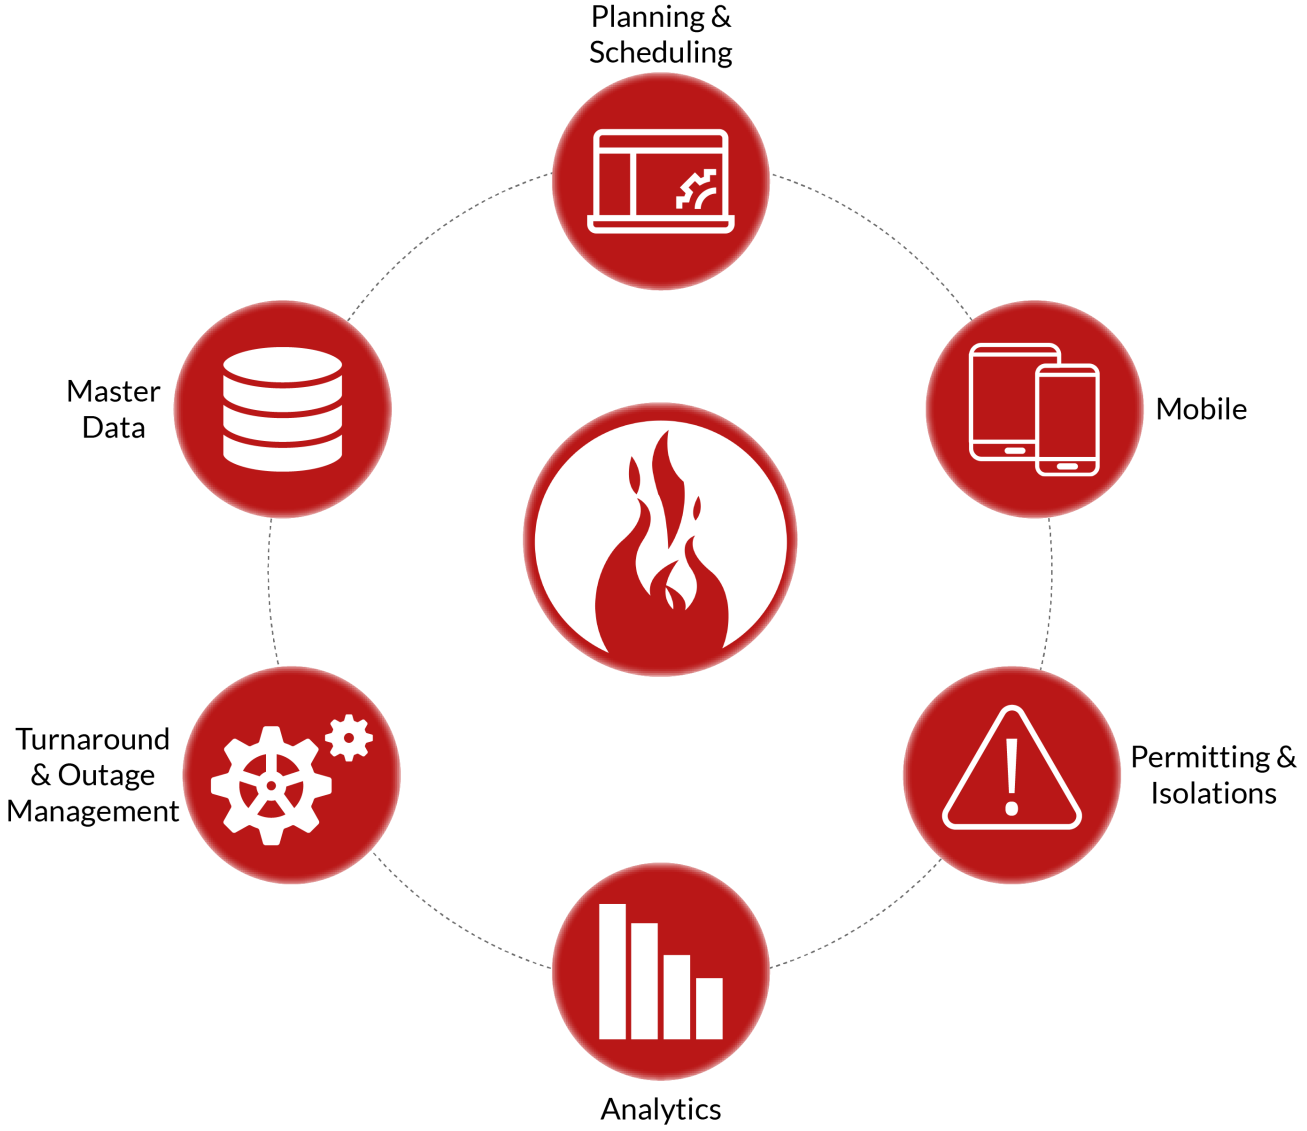 Planning &
Scheduling
Master
Data
Mobile
Turnaround
& Outage
Management
Permitting &
Isolations
Analytics